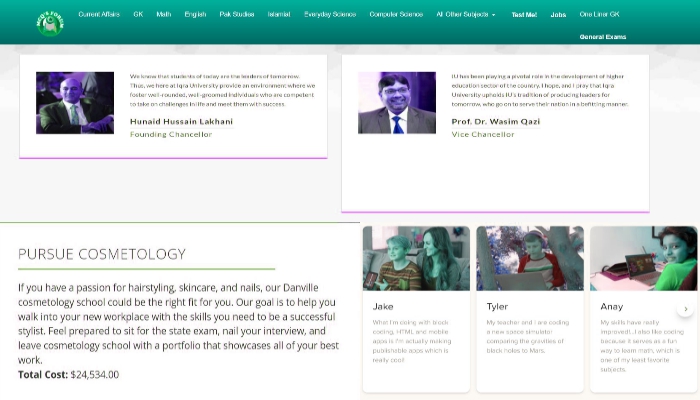 Current Affairs GK Math English Pak Studies Islamiat Everyday Science Computer Science All Other Subjects Test Me! Jobs One Liner GK
General Exams
We know that students of today are the leaders of tomorrow.
Thus, we here at Iqra University provide an environment where we
foster well-rounded, well-groomed individuals who are competent
to take on challenges in life and meet them with success.
Hunaid Hussain Lakhani
Founding Chancellor
IU has been playing a pivotal role in the development of higher
education sector of the country. I hope, and I pray that Iqra
University upholds IU's tradition of producing leaders for
tomorrow, who go on to serve their nation in a befitting manner.
Prof. Dr. Wasim Qazi
Vice Chancellor
PURSUE COSMETOLOGY
If you have a passion for hairstyling, skincare, and nails, our Danville
cosmetology school could be the right fit for you. Our goal is to help you
walk into your new workplace with the skills you need to be a successful
stylist. Feel prepared to sit for the state exam, nail your interview, and
leave cosmetology school with a portfolio that showcases all of your best
work.
Total Cost: $24,534.00
Jake
What I'm doing with block
coding, HTML and mobile
apps is I'm actually making
publishable apps which is
really cool!
Tyler
My teacher and I are coding
a new space simulator
comparing the gravities of
black holes to Mars.
Anay
My skills have really
improved!...I also like coding
because it serves as a fun
way to learn math, which is
one of my least favorite
subjects.